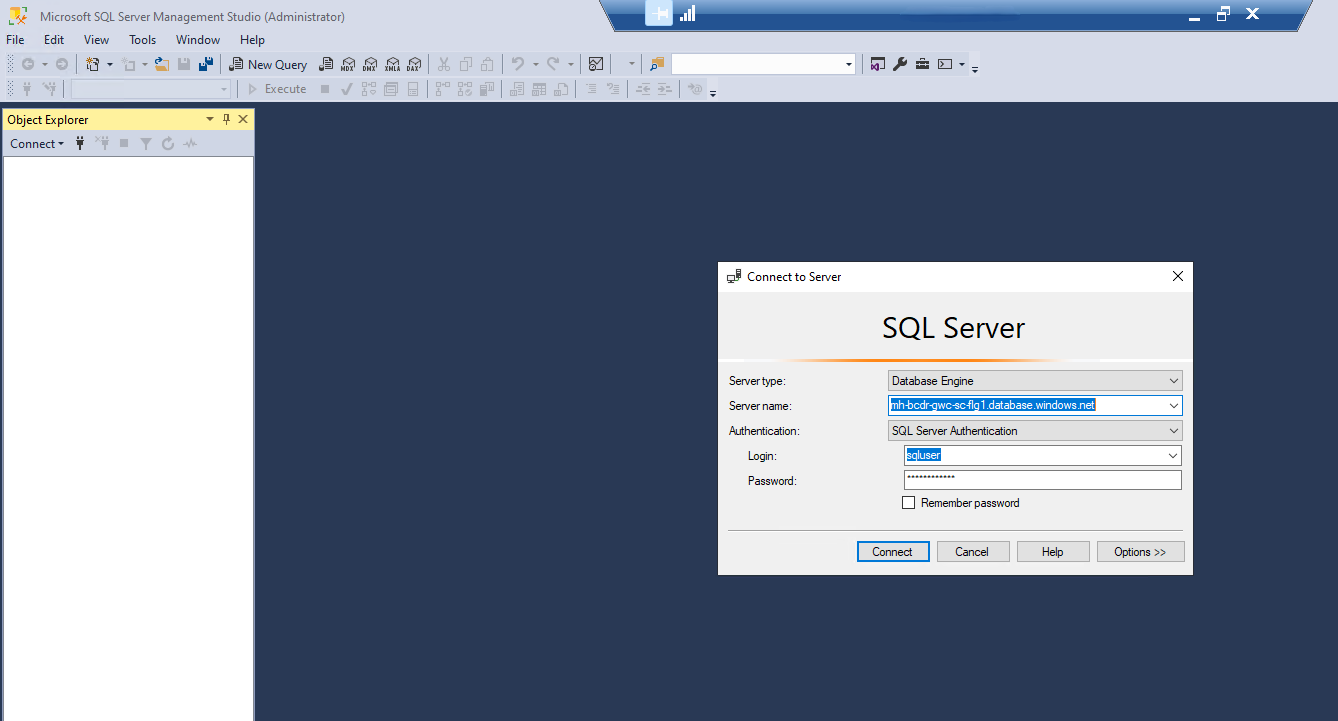 Microsoft SQL Server Management Studio (Administrator)
File Edit View Tools Window Help
New Query MDX DMX XMLA DAX
Execute
Object Explorer
Connect
Connect to Server
SQL Server
Server type: Database Engine
Server name: mh-bcdr-gwc-sc-flg1.database.windows.net
Authentication: SQL Server Authentication
Login: sqluser
Password: ************
Remember password
Connect Cancel Help Options >>